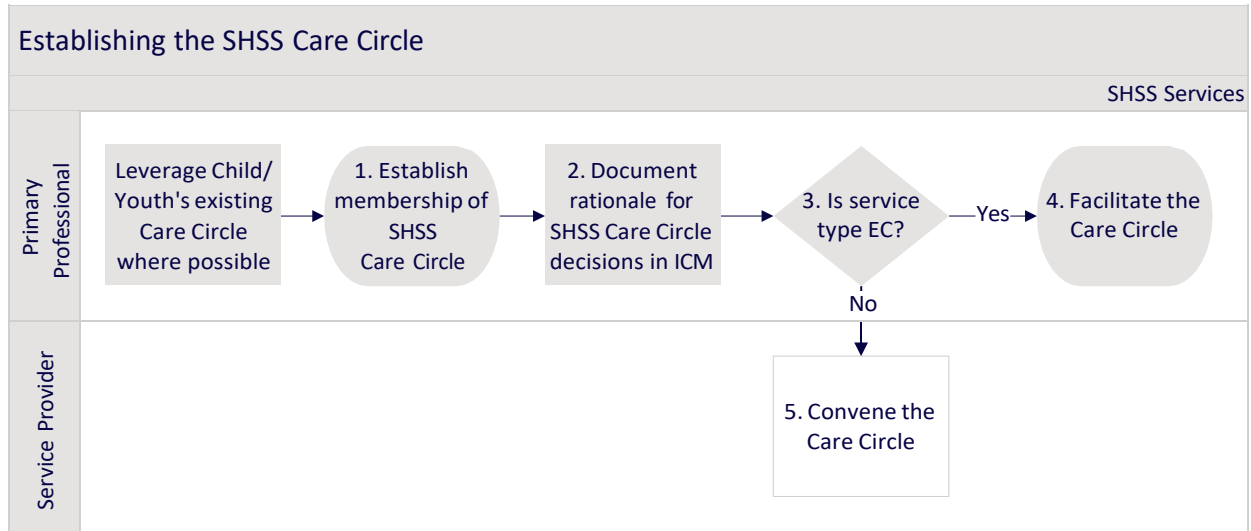 Establishing the SHSS Care Circle
SHSS Services
Primary
Professional
Leverage Child/
Youth's existing
Care Circle
where possible
1. Establish
membership of
SHSS
Care Circle
2. Document
rationale for
SHSS Care Circle
decisions in ICM
3. Is service
type EC?
Yes
4. Facilitate the
Care Circle
No
Service Provider
5. Convene the
Care Circle